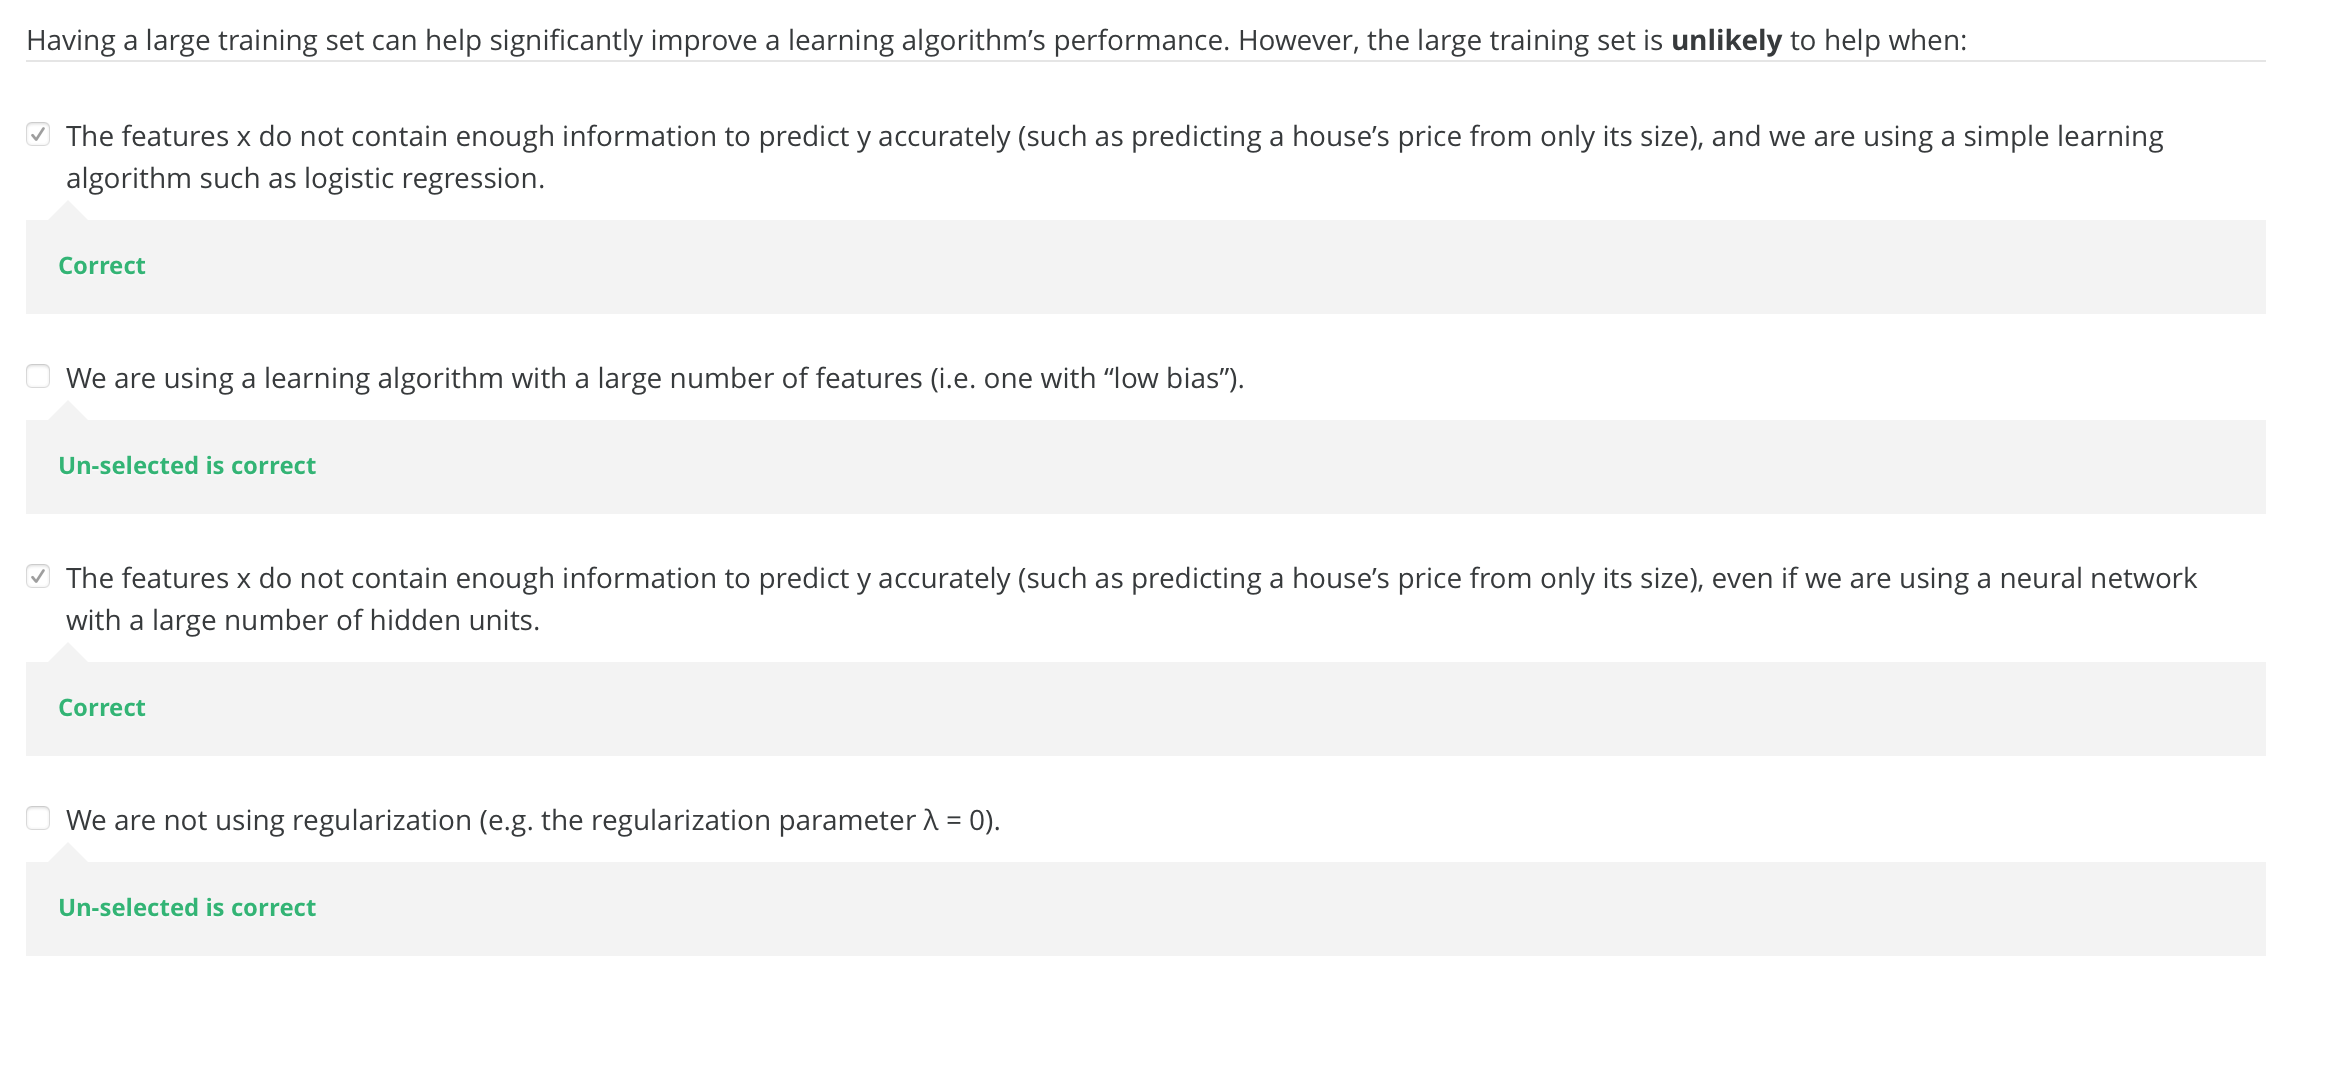 Having a large training set can help significantly improve a learning algorithm’s performance. However, the large training set is unlikely to help when:
The features x do not contain enough information to predict y accurately (such as predicting a house’s price from only its size), and we are using a simple learning
algorithm such as logistic regression.
Correct
We are using a learning algorithm with a large number of features (i.e. one with “low bias”).
Un-selected is correct
The features x do not contain enough information to predict y accurately (such as predicting a house’s price from only its size), even if we are using a neural network
with a large number of hidden units.
Correct
We are not using regularization (e.g. the regularization parameter λ = 0).
Un-selected is correct